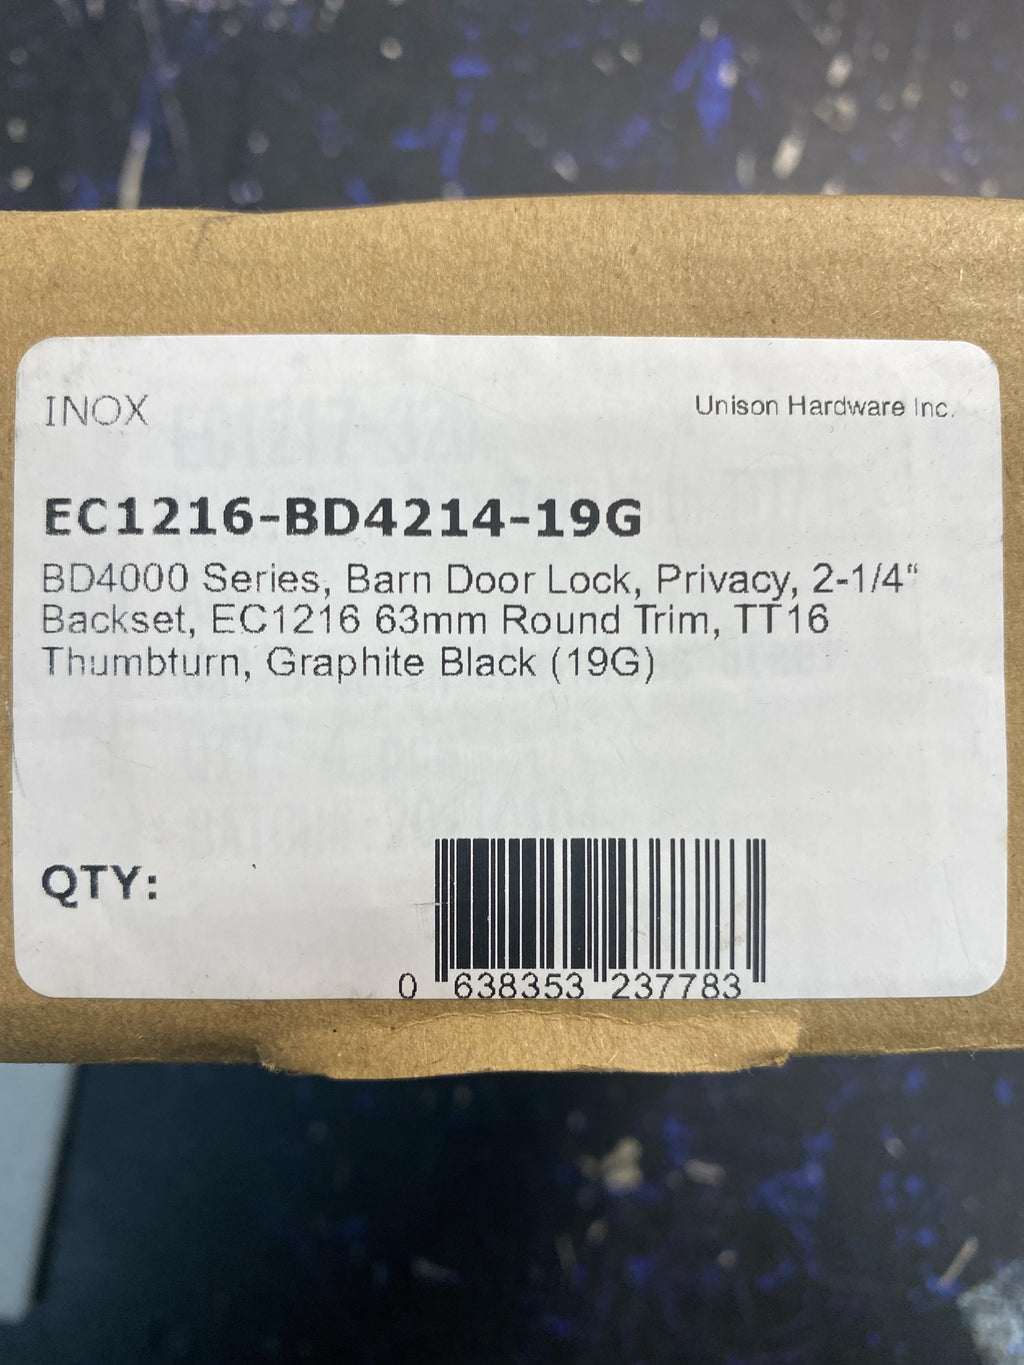 INOX
Unison Hardware Inc.
EC1216-BD4214-19G
BD4000 Series, Barn Door Lock, Privacy, 2-1/4"
Backset, EC1216 63mm Round Trim, TT16
Thumbturn, Graphite Black (19G)
QTY:
0 638353 237783